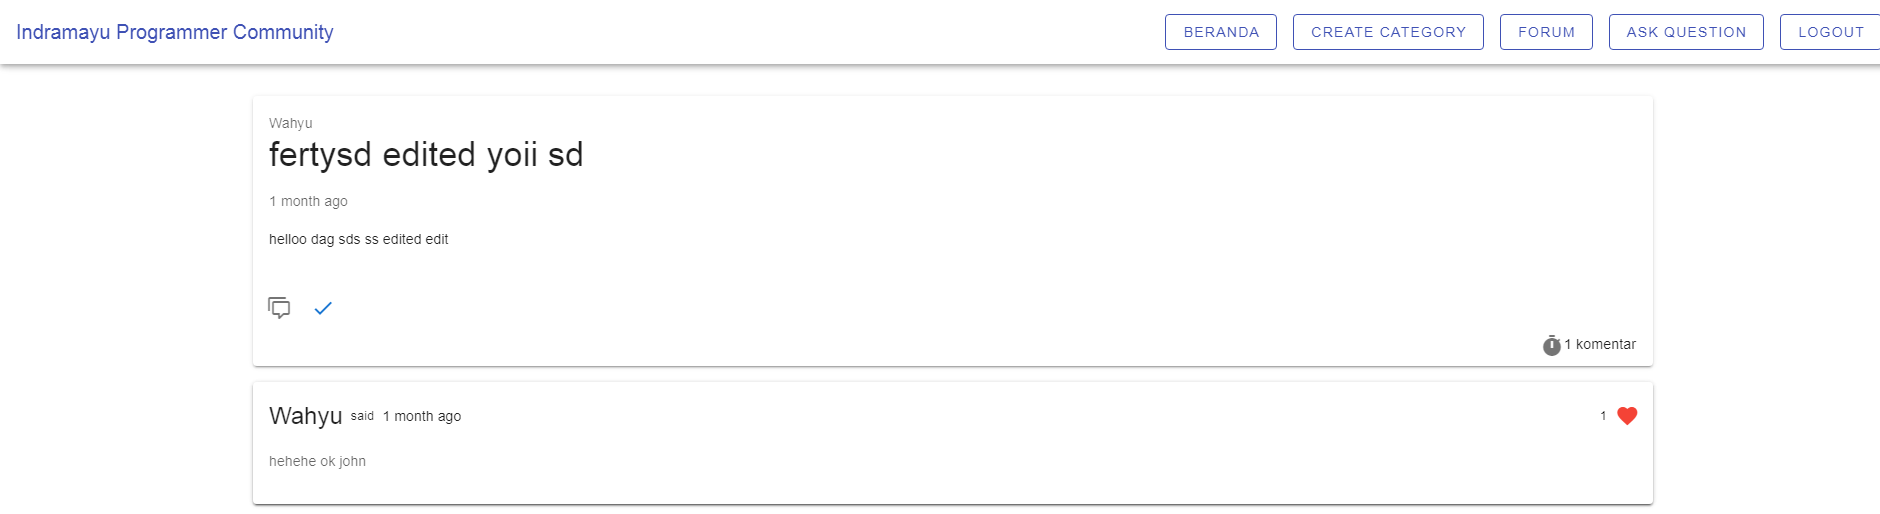 Indramayu Programmer Community BERANDA CREATE CATEGORY FORUM ASK QUESTION LOGOUT
Wahyu
fertysd edited yoii sd
1 month ago
helloo dag sds ss edited edit
1 komentar
Wahyu said 1 month ago 1
hehehe ok john